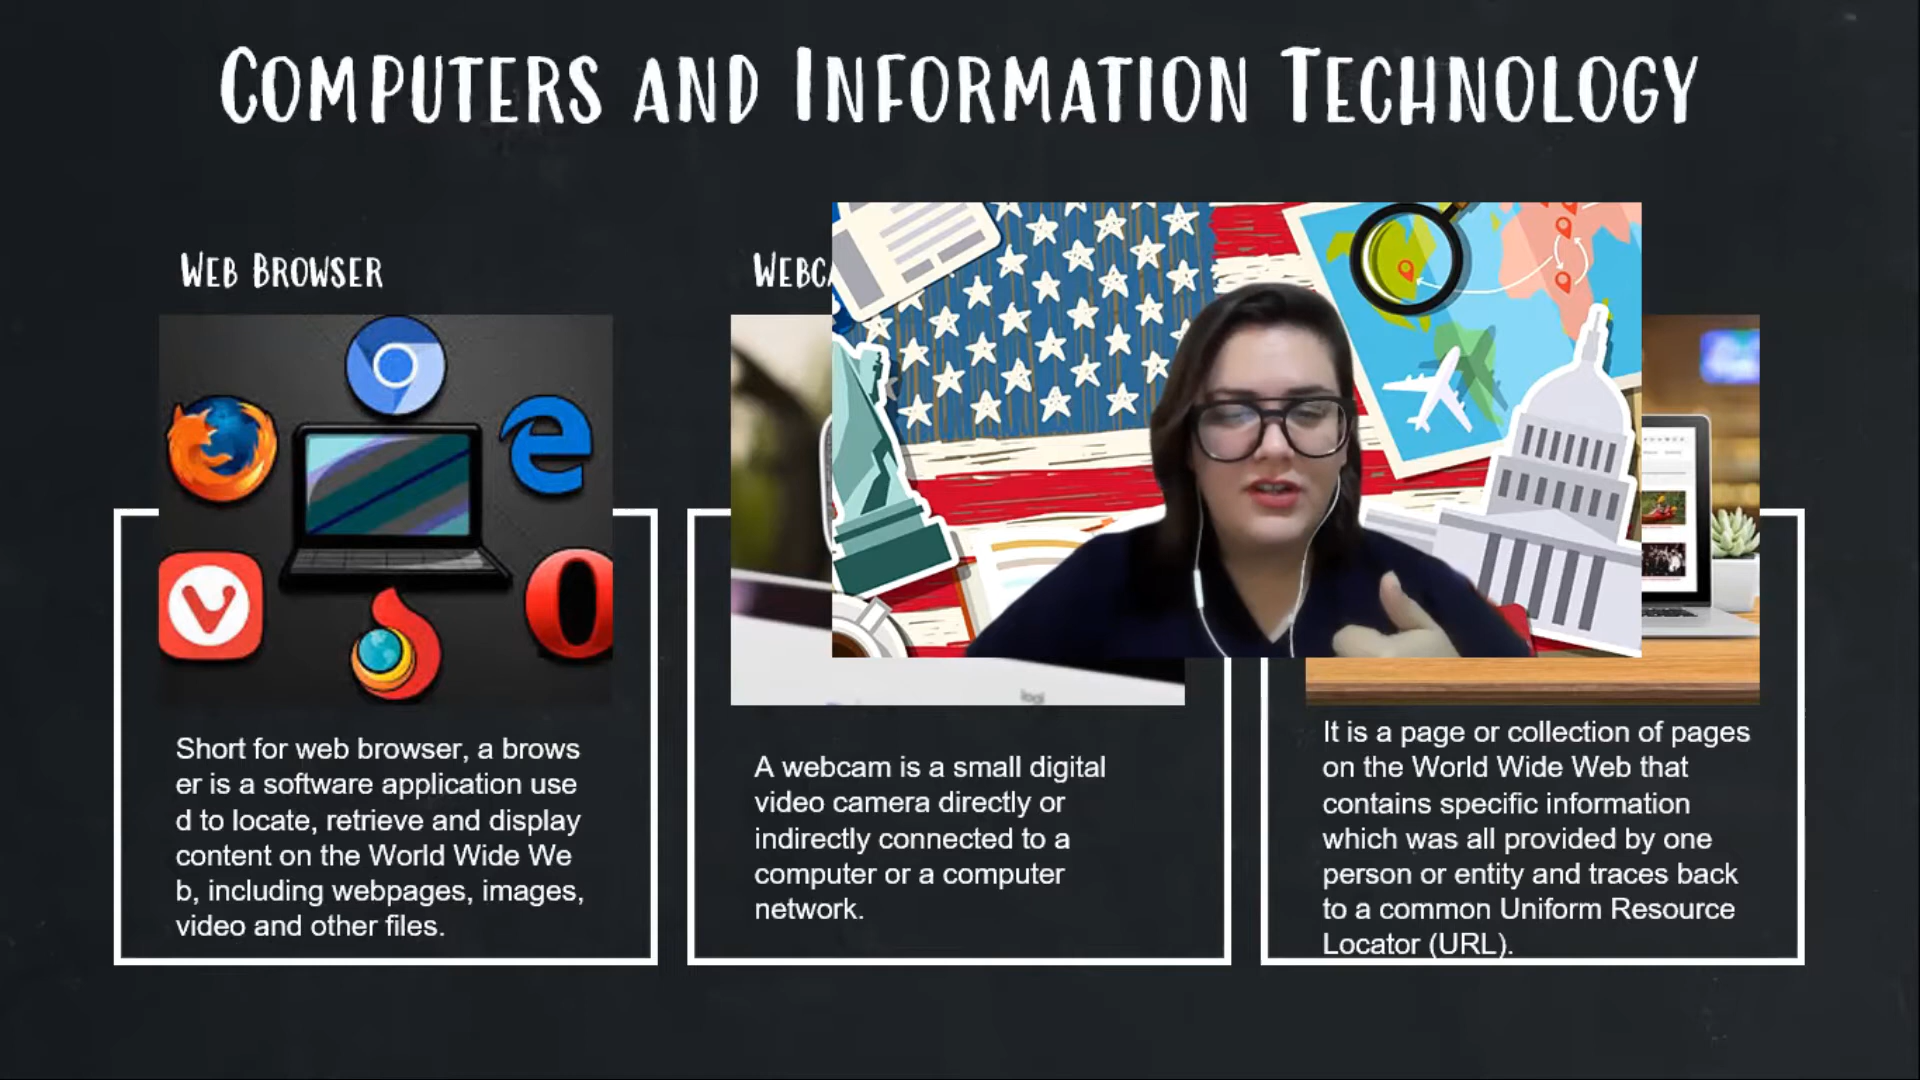 COMPUTERS AND INFORMATION TECHNOLOGY
WEB BROWSER
Short for web browser, a brows
er is a software application use
d to locate, retrieve and display
content on the World Wide We
b, including webpages, images,
video and other files.
logi
A webcam is a small digital
video camera directly or
indirectly connected to a
computer or a computer
network.
It is a page or collection of pages
on the World Wide Web that
contains specific information
which was all provided by one
person or entity and traces back
to a common Uniform Resource
Locator (URL).